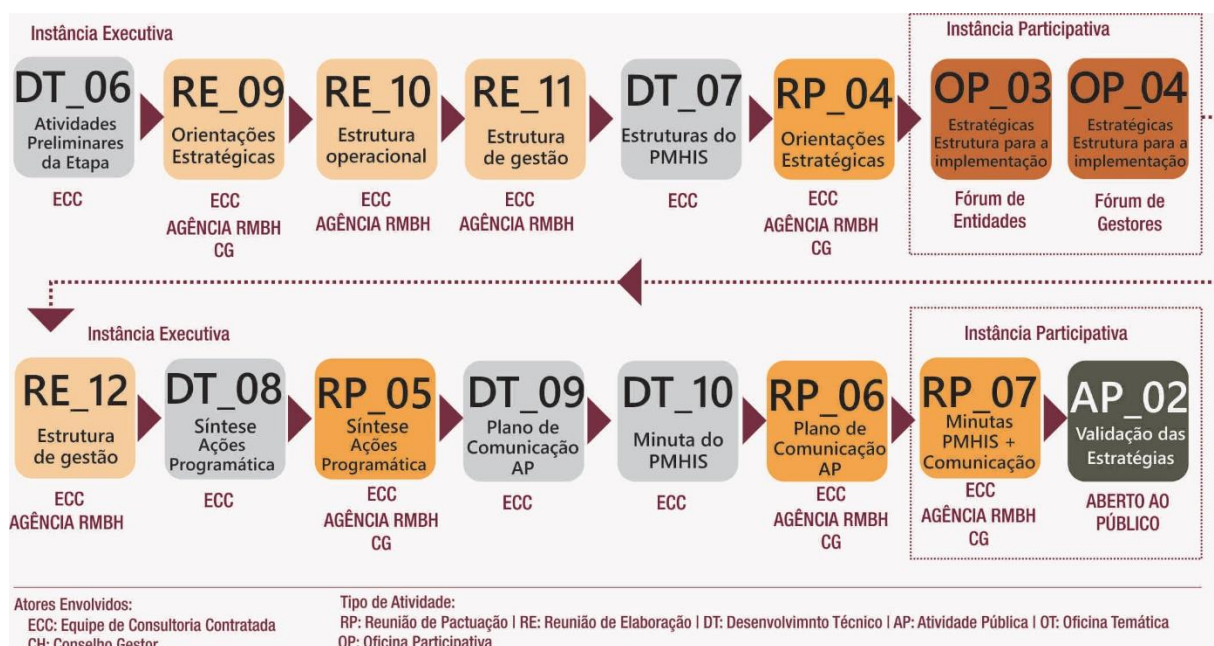 Instância Executiva
Instância Participativa
DT_06
Atividades
Preliminares
da Etapa
ECC
RE_09
Orientações
Estratégicas
ECC
AGÊNCIA RMBH
CG
RE_10
Estrutura
operacional
ECC
AGÊNCIA RMBH
RE_11
Estrutura
de gestão
ECC
AGÊNCIA RMBH
DT_07
Estruturas do
PMHIS
ECC
RP_04
Orientações
Estratégicas
ECC
AGÊNCIA RMBH
CG
OP_03
Estratégicas
Estrutura para a
implementação
Fórum de
Entidades
OP_04
Estratégicas
Estrutura para a
implementação
Fórum de
Gestores
Instância Executiva
Instância Participativa
RE_12
Estrutura
de gestão
ECC
AGÊNCIA RMBH
DT_08
Síntese
Ações
Programática
ECC
RP_05
Síntese
Ações
Programática
ECC
AGÊNCIA RMBH
CG
DT_09
Plano de
Comunicação
AP
ECC
DT_10
Minuta do
PMHIS
ECC
RP_06
Plano de
Comunicação
AP
ECC
AGÊNCIA RMBH
CG
RP_07
Minutas
PMHIS +
Comunicação
ECC
AGÊNCIA RMBH
CG
AP_02
Validação das
Estratégias
ABERTO AO
PÚBLICO
Atores Envolvidos:
ECC: Equipe de Consultoria Contratada
CH: Conselho Gestor
Tipo de Atividade:
RP: Reunião de Pactuação | RE: Reunião de Elaboração | DT: Desenvolvimnto Técnico | AP: Atividade Pública | OT: Oficina Temática
OP: Oficina Participativa